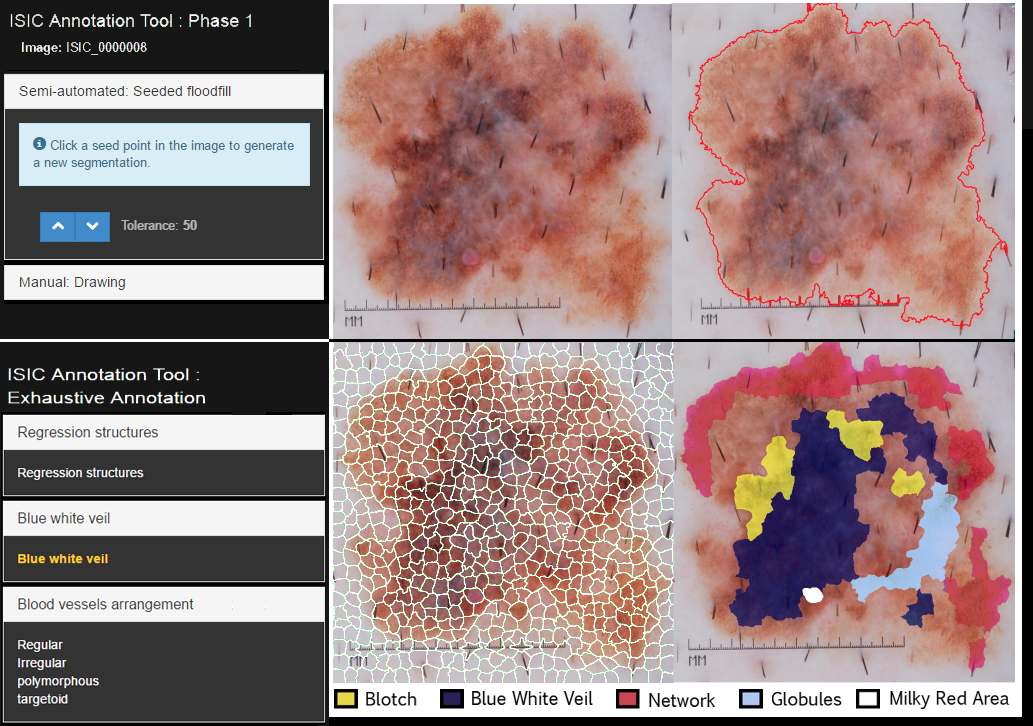 ISIC Annotation Tool : Phase 1
Image: ISIC_0000008
Semi-automated: Seeded floodfill
Click a seed point in the image to generate
a new segmentation.
Tolerance: 50
Manual: Drawing
MM
MM
ISIC Annotation Tool :
Exhaustive Annotation
Regression structures
Regression structures
Blue white veil
Blue white veil
Blood vessels arrangement
Regular
Irregular
polymorphous
targetoid
MM
MM
Blotch
Blue White Veil
Network
Globules
Milky Red Area